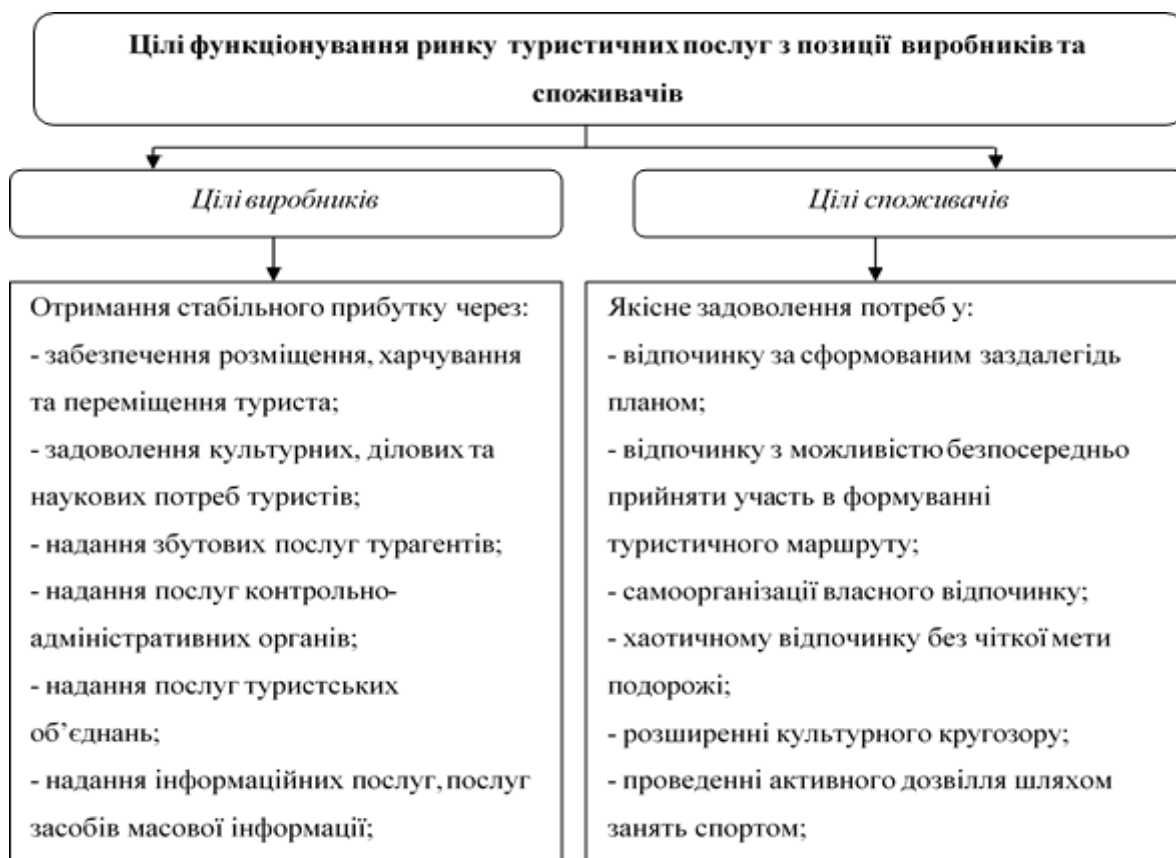 Цілі функціонування ринку туристичних послуг з позиції виробників та
споживачів
Цілі виробників
Цілі споживачів
Отримання стабільного прибутку через:
- забезпечення розміщення, харчування
та переміщення туриста;
- задоволення культурних, ділових та
наукових потреб туристів;
- надання збутових послуг турагентів;
- надання послуг контрольно-
адміністративних органів;
- надання послуг туристських
об’єднань;
- надання інформаційних послуг, послуг
засобів масової інформації;
Якісне задоволення потреб у:
- відпочинку за сформованим заздалегідь
планом;
- відпочинку з можливістю безпосередньо
прийняти участь в формуванні
туристичного маршруту;
- самоорганізації власного відпочинку;
- хаотичному відпочинку без чіткої мети
подорожі;
- розширенні культурного кругозору;
- проведенні активного дозвілля шляхом
занять спортом;